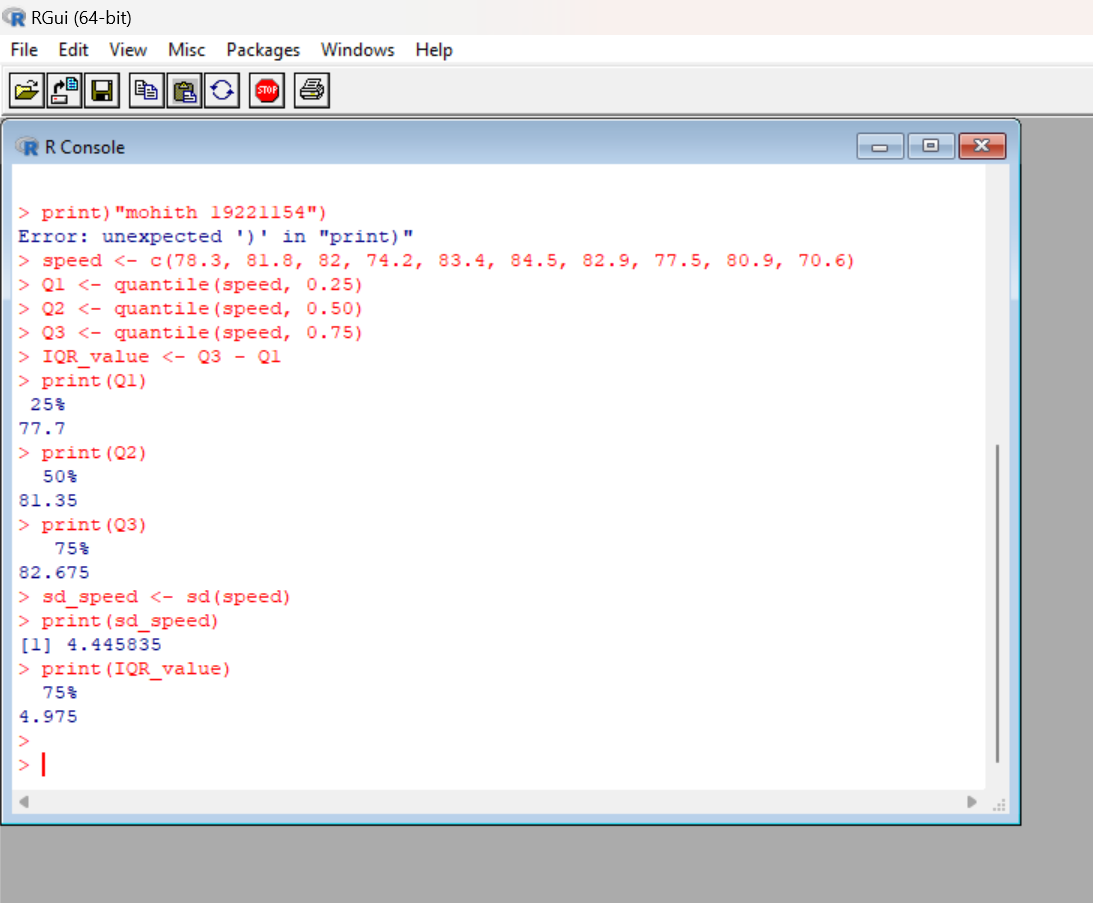 RGui (64-bit)
File Edit View Misc Packages Windows Help
STOP
R Console
> print)"mohith 19221154")
Error: unexpected ')' in "print)"
> speed <- c(78.3, 81.8, 82, 74.2, 83.4, 84.5, 82.9, 77.5, 80.9, 70.6)
> Q1 <- quantile(speed, 0.25)
> Q2 <- quantile(speed, 0.50)
> Q3 <- quantile(speed, 0.75)
> IQR_value <- Q3 - Q1
> print(Q1)
 25%
77.7
> print(Q2)
  50%
81.35
> print(Q3)
   75%
82.675
> sd_speed <- sd(speed)
> print(sd_speed)
[1] 4.445835
> print(IQR_value)
  75%
4.975
>
>